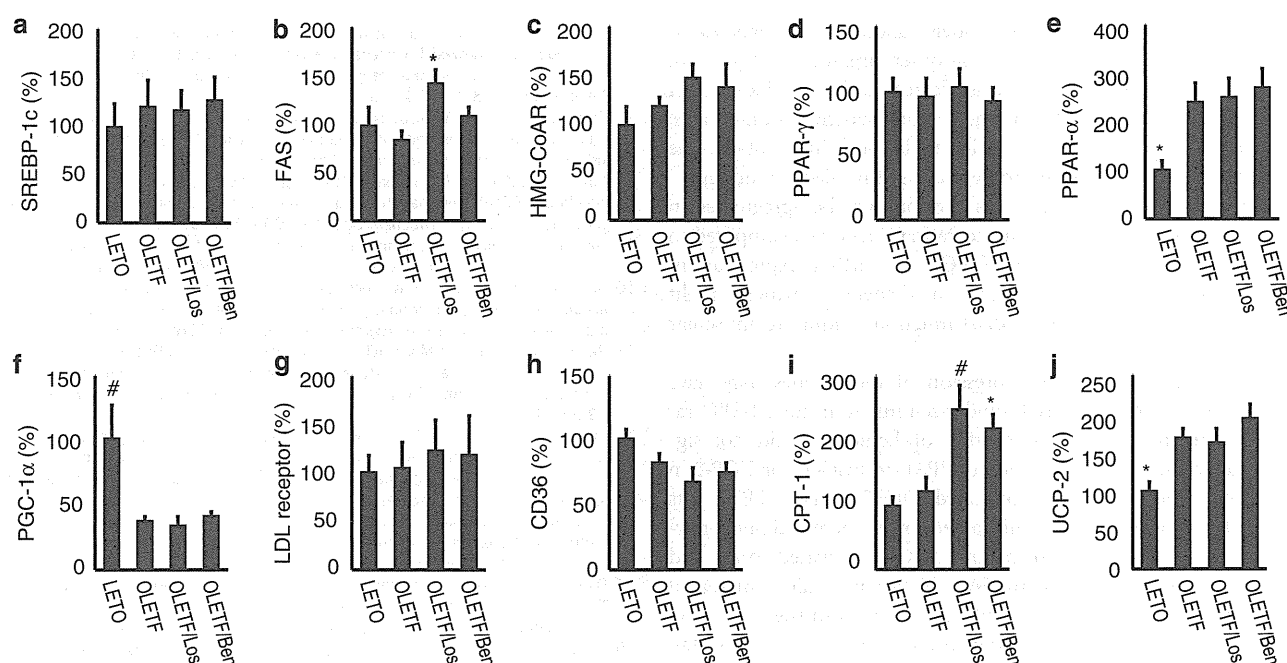 a
200
150
100
50
0
SREBP-1c (%)
LETO
OLETF
OLETF/Los
OLETF/Ben
b
200
150
100
50
0
FAS (%)
*
LETO
OLETF
OLETF/Los
OLETF/Ben
c
200
150
100
50
0
HMG-CoAR (%)
LETO
OLETF
OLETF/Los
OLETF/Ben
d
150
100
50
0
PPAR-γ (%)
LETO
OLETF
OLETF/Los
OLETF/Ben
e
400
300
200
100
0
PPAR-α (%)
*
LETO
OLETF
OLETF/Los
OLETF/Ben
f
150
100
50
0
PGC-1α (%)
#
LETO
OLETF
OLETF/Los
OLETF/Ben
g
200
150
100
50
0
LDL receptor (%)
LETO
OLETF
OLETF/Los
OLETF/Ben
h
150
100
50
0
CD36 (%)
LETO
OLETF
OLETF/Los
OLETF/Ben
i
300
200
100
0
CPT-1 (%)
#
*
LETO
OLETF
OLETF/Los
OLETF/Ben
j
250
200
150
100
50
0
UCP-2 (%)
*
LETO
OLETF
OLETF/Los
OLETF/Ben